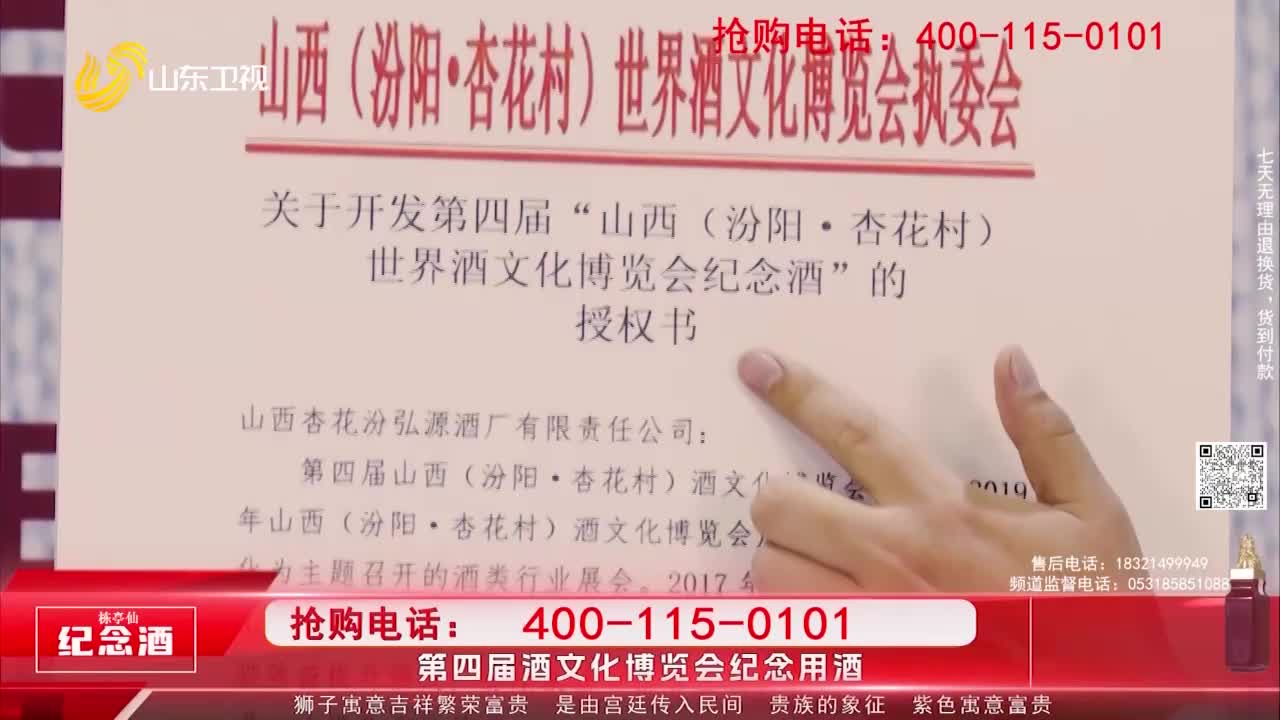 抢购电话：400-115-0101
山东卫视
山西（汾阳·杏花村）世界酒文化博览会执委会
关于开发第四届“山西（汾阳·杏花村）
世界酒文化博览会纪念酒”的
授权书
山西杏花汾弘源酒厂有限责任公司：
第四届山西（汾阳·杏花村）酒文化博览会 2019
年山西（汾阳·杏花村）酒文化博览会
化为主题召开的酒类行业展会。2017 年
七天无理由退换货，货到付款
售后电话：18321499949
频道监督电话：053185851088
栋亭仙
纪念酒
抢购电话： 400-115-0101
第四届酒文化博览会纪念用酒
狮子寓意吉祥繁荣富贵 是由宫廷传入民间 贵族的象征 紫色寓意富贵